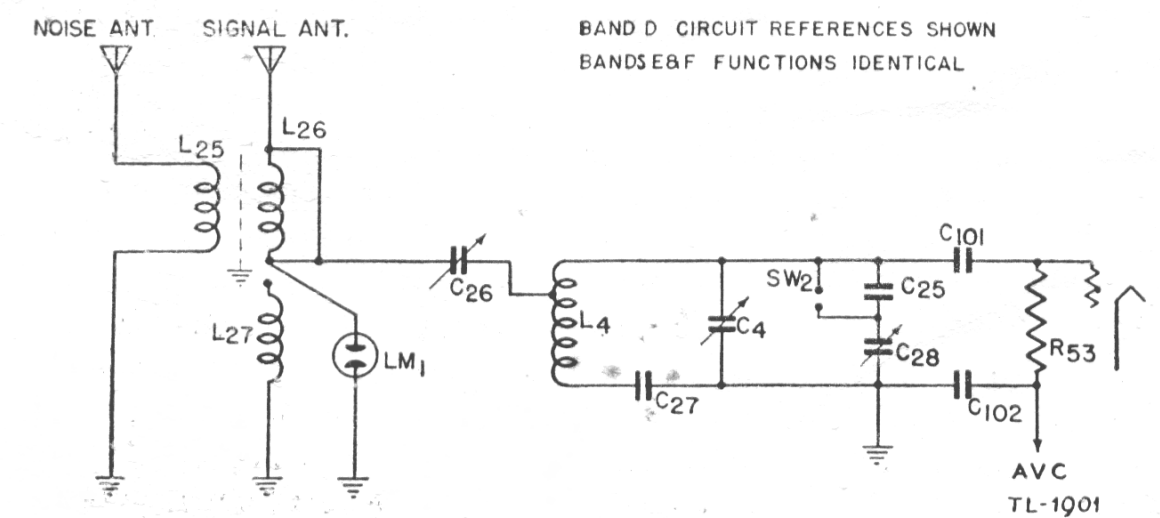 NOISE ANT.
SIGNAL ANT.
BAND D CIRCUIT REFERENCES SHOWN
BANDS E&F FUNCTIONS IDENTICAL
L26
L25
C101
C26
SW2
C25
L27
L4
C4
LM1
C28
R53
C27
C102
AVC
TL-1901